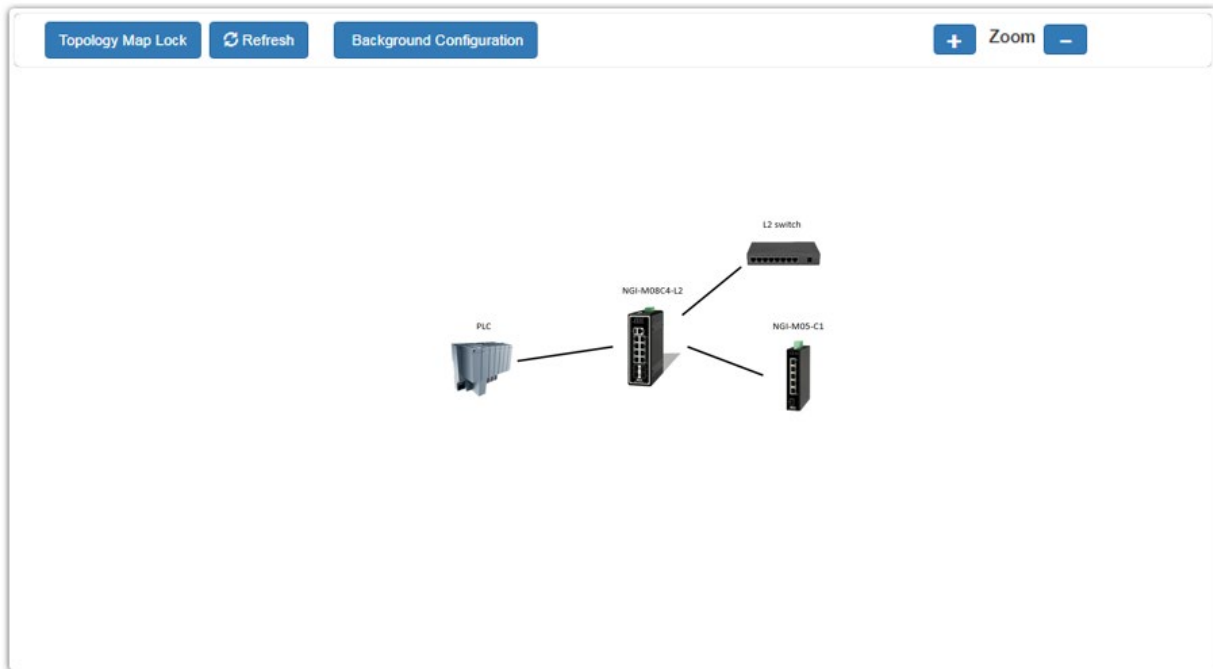 Topology Map Lock
Refresh
Background Configuration
+ Zoom −
L2 switch
NGI-M08C4-L2
PLC
NGI-M05-C1